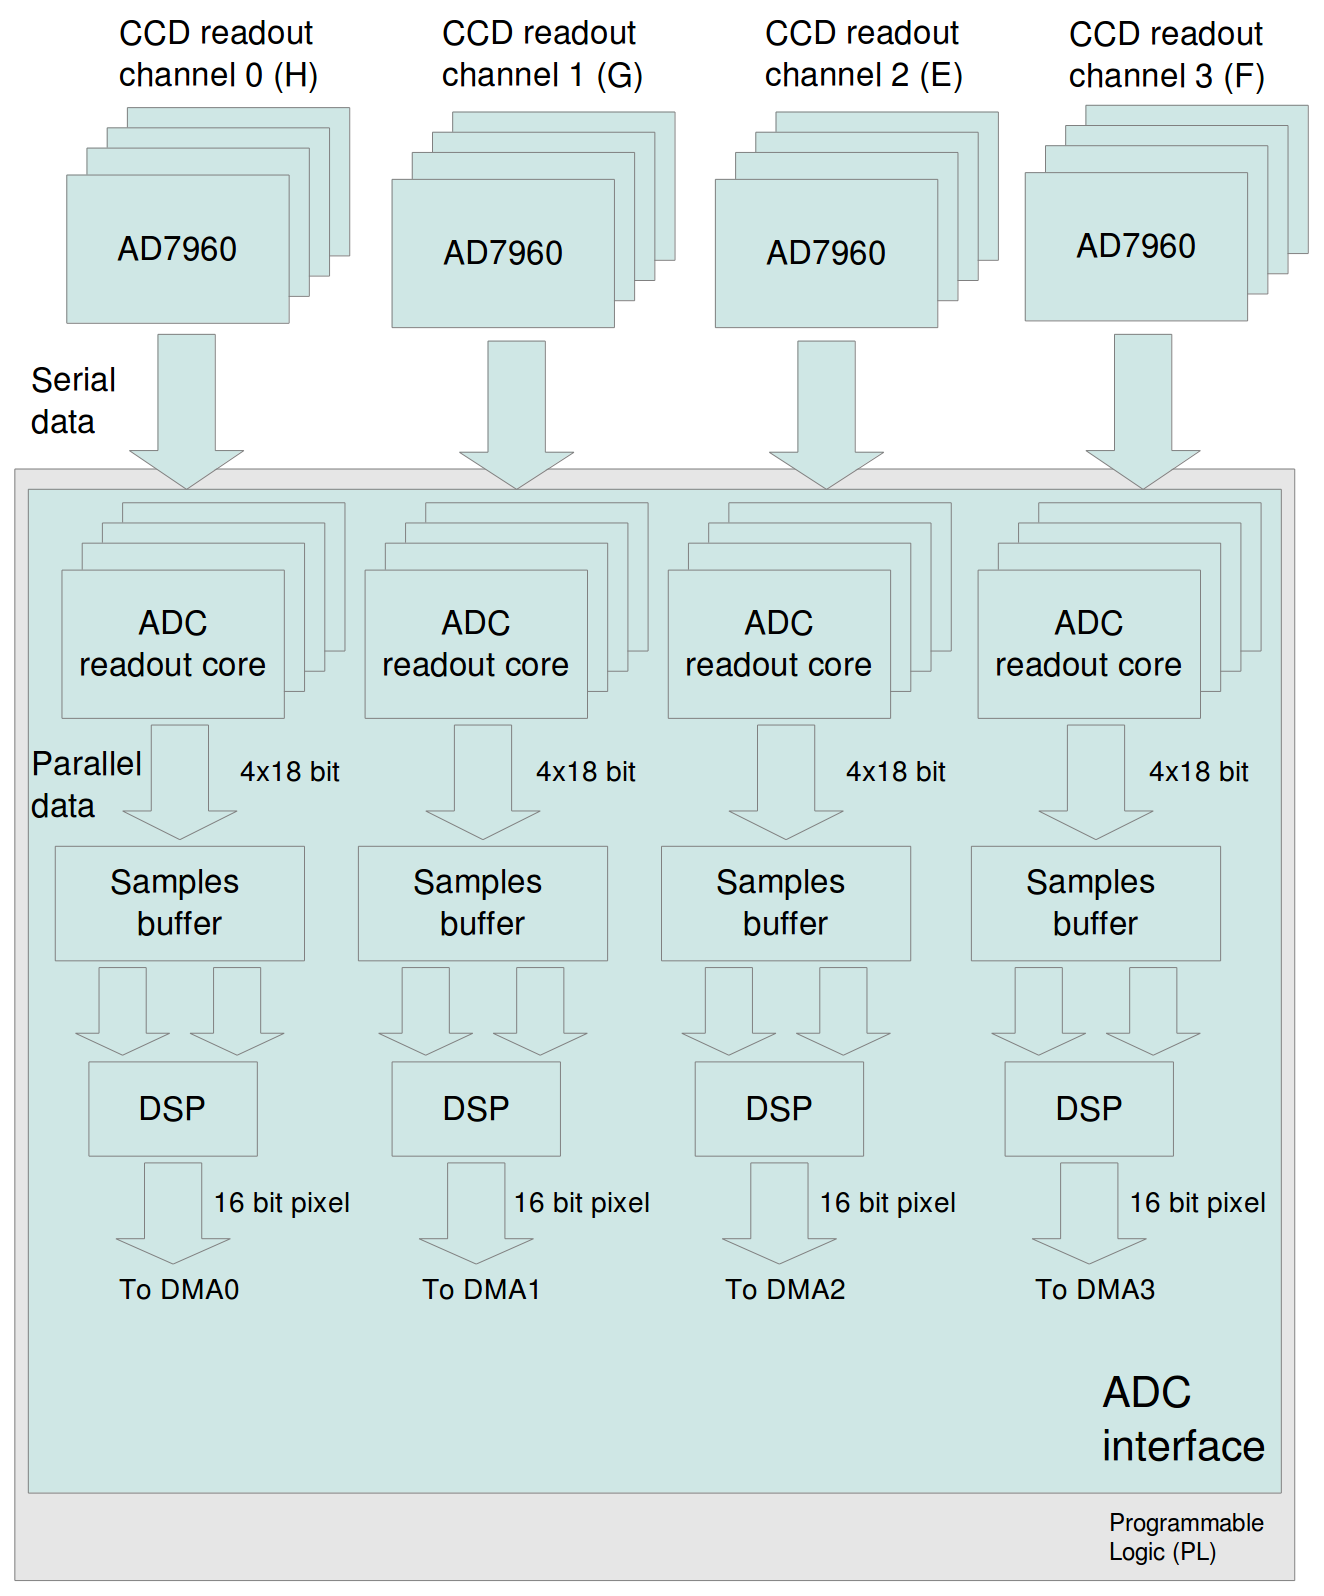 CCD readout
channel 0 (H)
CCD readout
channel 1 (G)
CCD readout
channel 2 (E)
CCD readout
channel 3 (F)
AD7960
AD7960
AD7960
AD7960
Serial
data
ADC
readout core
ADC
readout core
ADC
readout core
ADC
readout core
Parallel
data
4x18 bit
4x18 bit
4x18 bit
4x18 bit
Samples
buffer
Samples
buffer
Samples
buffer
Samples
buffer
DSP
DSP
DSP
DSP
16 bit pixel
16 bit pixel
16 bit pixel
16 bit pixel
To DMA0
To DMA1
To DMA2
To DMA3
ADC
interface
Programmable
Logic (PL)